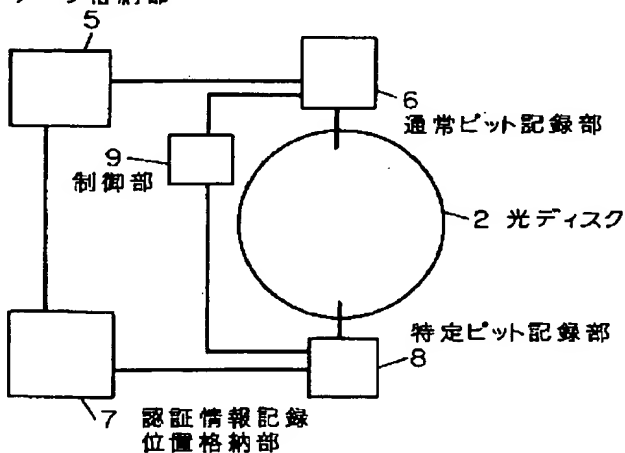 5
6
通常ピット記録部
9
制御部
2 光ディスク
特定ピット記録部
8
7 認証情報記録
位置格納部